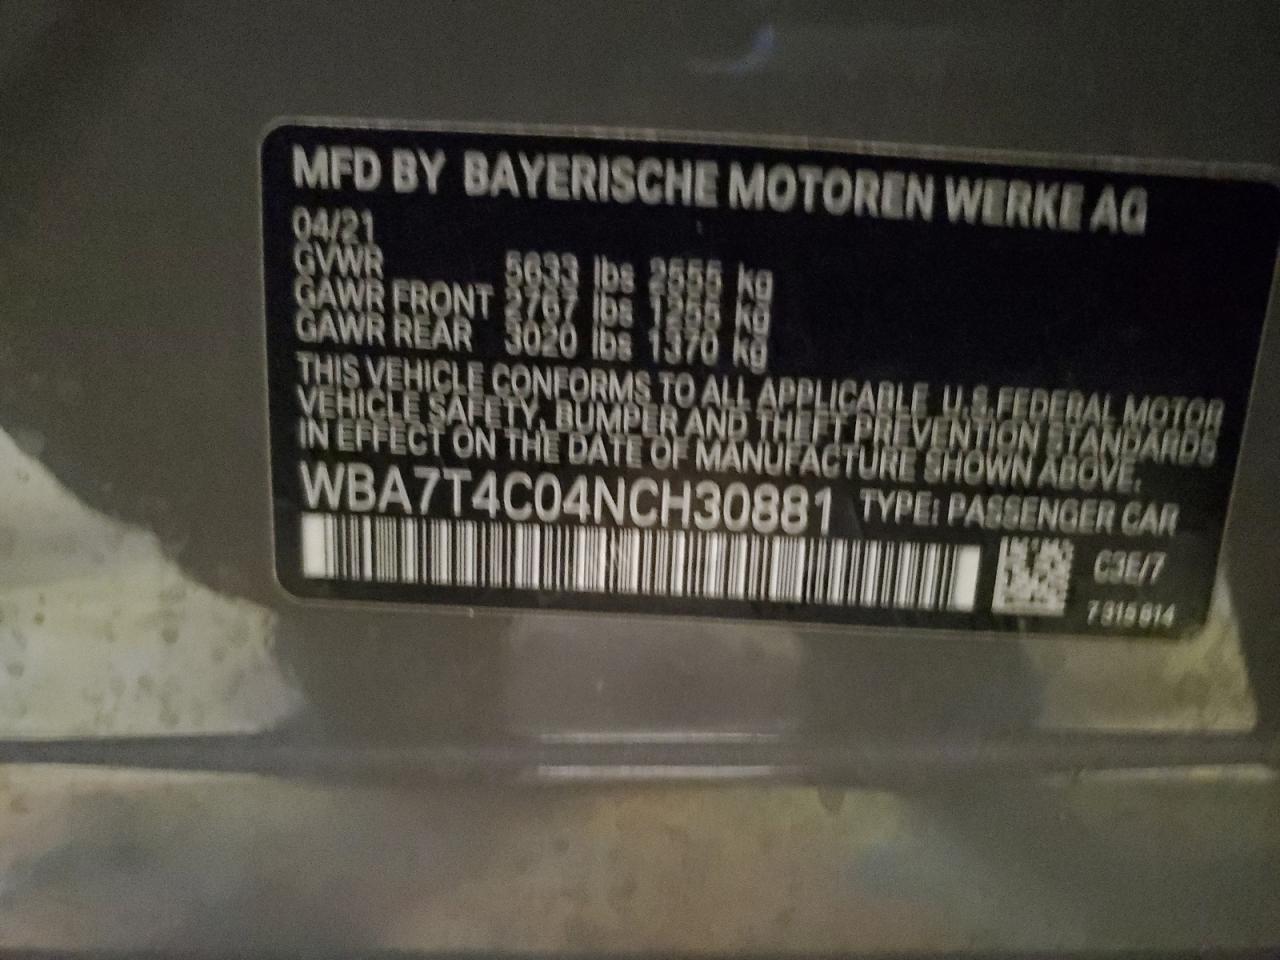 MFD BY BAYERISCHE MOTOREN WERKE AG
04/21
GVWR 5633 lbs 2555 kg
GAWR FRONT 2767 lbs 1255 kg
GAWR REAR 3020 lbs 1370 kg
THIS VEHICLE CONFORMS TO ALL APPLICABLE U.S.FEDERAL MOTOR
VEHICLE SAFETY, BUMPER AND THEFT PREVENTION STANDARDS
IN EFFECT ON THE DATE OF MANUFACTURE SHOWN ABOVE.
WBA7T4C04NCH30881 TYPE: PASSENGER CAR
C3E/7
7315914